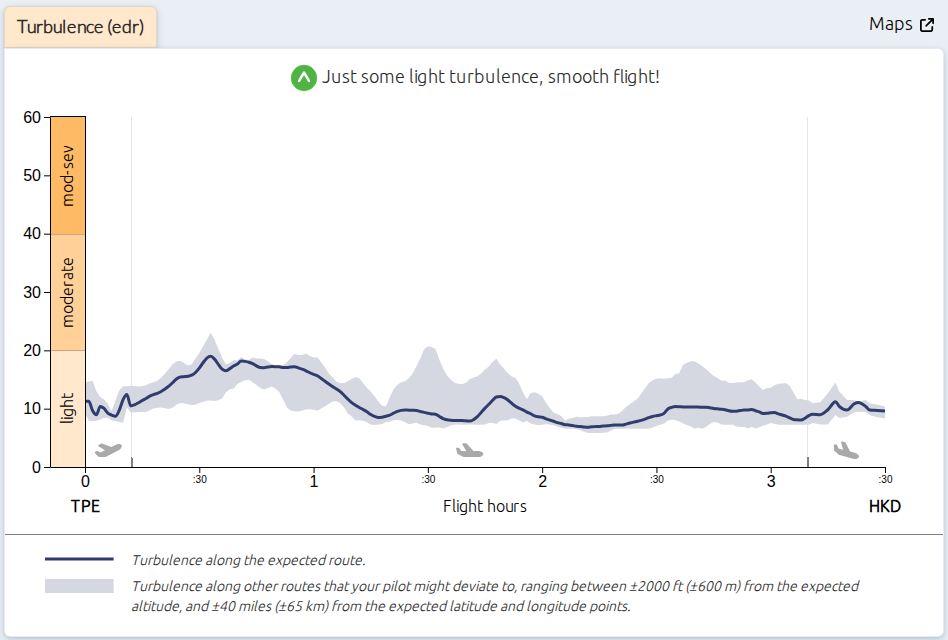 Turbulence (edr)
Maps
Just some light turbulence, smooth flight!
60
50
40
30
20
10
0
mod-sev
moderate
light
0 :30 1 :30 2 :30 3 :30
TPE Flight hours HKD
Turbulence along the expected route.
Turbulence along other routes that your pilot might deviate to, ranging between ±2000 ft (±600 m) from the expected
altitude, and ±40 miles (±65 km) from the expected latitude and longitude points.